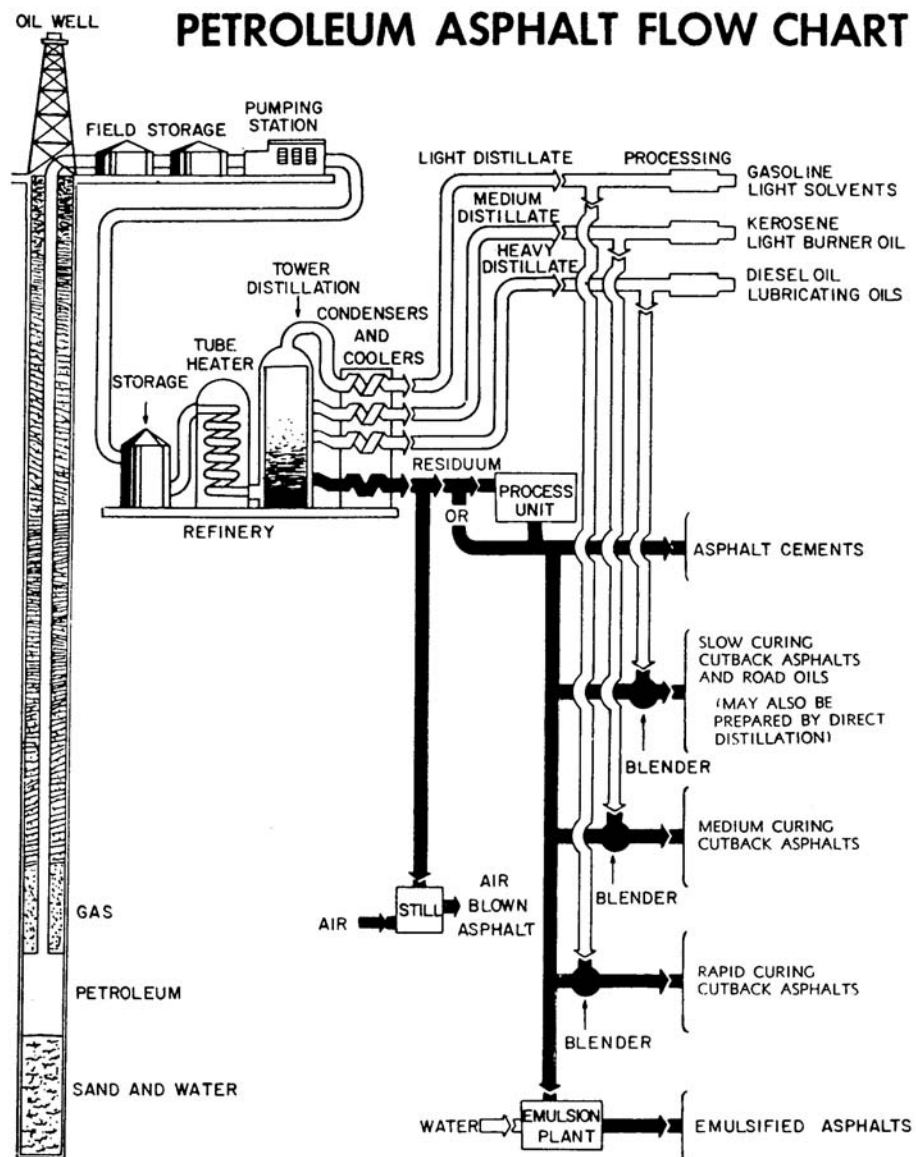 OIL WELL
PETROLEUM ASPHALT FLOW CHART
FIELD STORAGE
PUMPING
STATION
LIGHT DISTILLATE
PROCESSING
GASOLINE
LIGHT SOLVENTS
MEDIUM
DISTILLATE
KEROSENE
LIGHT BURNER OIL
HEAVY
DISTILLATE
DIESEL OIL
LUBRICATING OILS
TOWER
DISTILLATION
CONDENSERS
AND
COOLERS
TUBE
HEATER
STORAGE
REFINERY
RESIDUUM
OR
PROCESS
UNIT
ASPHALT CEMENTS
SLOW CURING
CUTBACK ASPHALTS
AND ROAD OILS
(MAY ALSO BE
PREPARED BY DIRECT
DISTILLATION)
BLENDER
MEDIUM CURING
CUTBACK ASPHALTS
BLENDER
AIR
STILL
AIR
BLOWN
ASPHALT
GAS
PETROLEUM
SAND AND WATER
RAPID CURING
CUTBACK ASPHALTS
BLENDER
WATER
EMULSION
PLANT
EMULSIFIED ASPHALTS